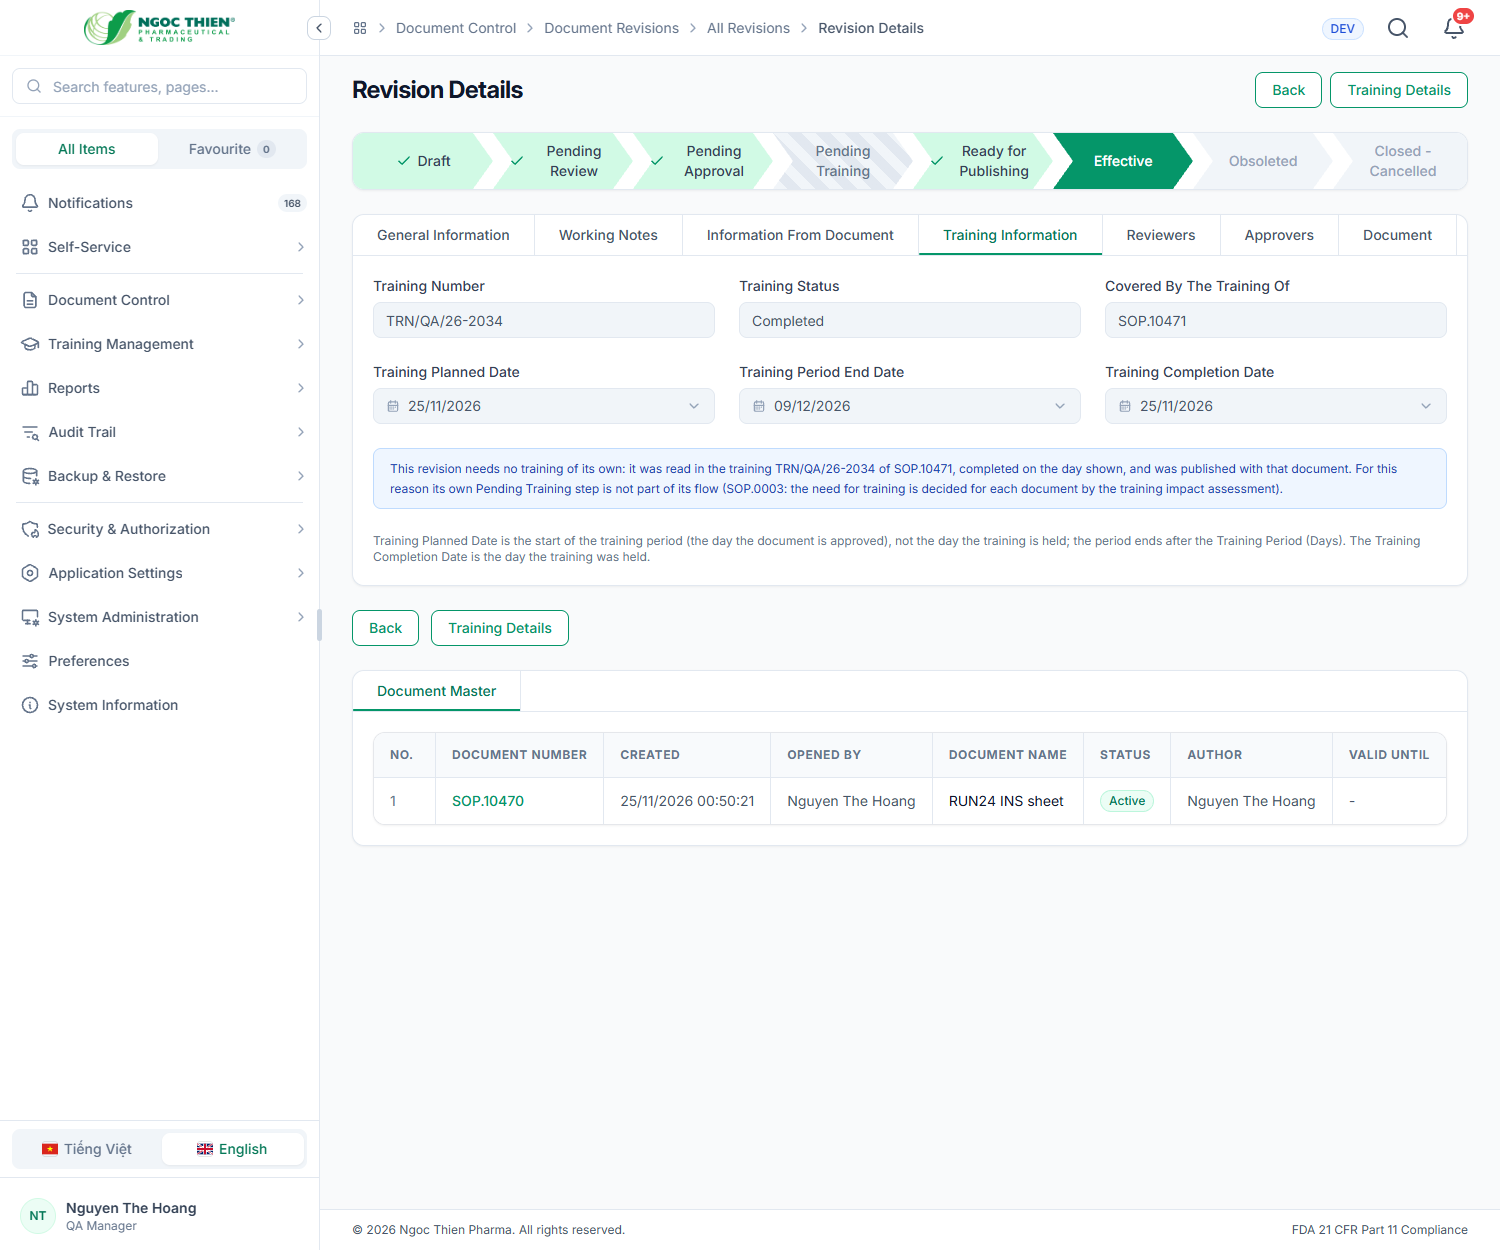 NGOC THIEN®
PHARMACEUTICAL
& TRADING
Document Control
Document Revisions
All Revisions
Revision Details
DEV
9+
Search features, pages...
All Items
Favourite 0
Notifications 168
Self-Service
Document Control
Training Management
Reports
Audit Trail
Backup & Restore
Security & Authorization
Application Settings
System Administration
Preferences
System Information
Tiếng Việt
English
NT
Nguyen The Hoang
QA Manager
Revision Details
Back
Training Details
Draft
Pending
Review
Pending
Approval
Pending
Training
Ready for
Publishing
Effective
Obsoleted
Closed -
Cancelled
General Information
Working Notes
Information From Document
Training Information
Reviewers
Approvers
Document
Training Number
TRN/QA/26-2034
Training Status
Completed
Covered By The Training Of
SOP.10471
Training Planned Date
25/11/2026
Training Period End Date
09/12/2026
Training Completion Date
25/11/2026
This revision needs no training of its own: it was read in the training TRN/QA/26-2034 of SOP.10471, completed on the day shown, and was published with that document. For this
reason its own Pending Training step is not part of its flow (SOP.0003: the need for training is decided for each document by the training impact assessment).
Training Planned Date is the start of the training period (the day the document is approved), not the day the training is held; the period ends after the Training Period (Days). The Training
Completion Date is the day the training was held.
Back
Training Details
Document Master
NO. DOCUMENT NUMBER CREATED OPENED BY DOCUMENT NAME STATUS AUTHOR VALID UNTIL
1 SOP.10470 25/11/2026 00:50:21 Nguyen The Hoang RUN24 INS sheet Active Nguyen The Hoang -
© 2026 Ngoc Thien Pharma. All rights reserved.
FDA 21 CFR Part 11 Compliance